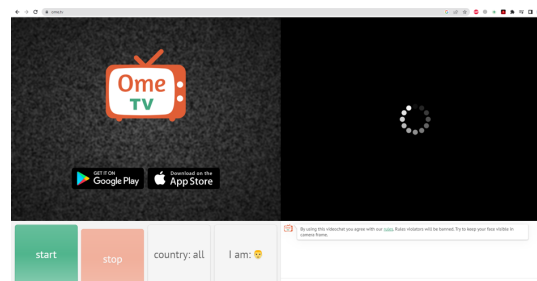 ome.tv
Ome
TV
GET IT ON
Google Play
Download on the
App Store
start
stop
country: all
I am:
By using this videochat you agree with our rules. Rules violators will be banned. Try to keep your face visible in
camera frame.